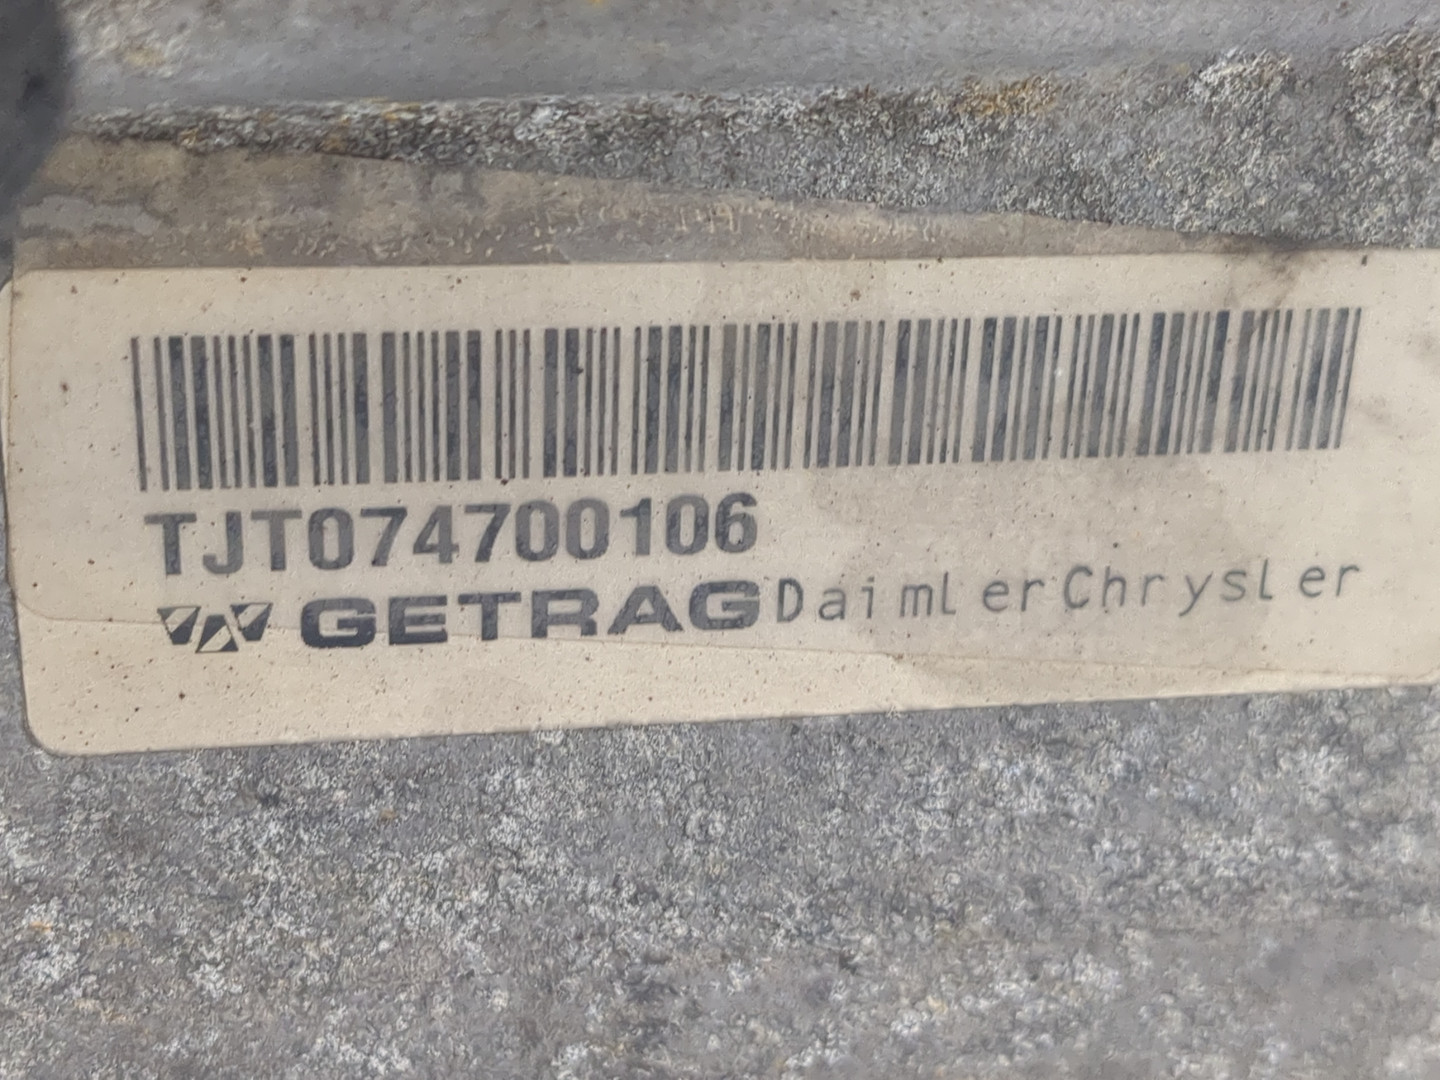 TJT074700106
GETRAG DaimlerChrysler